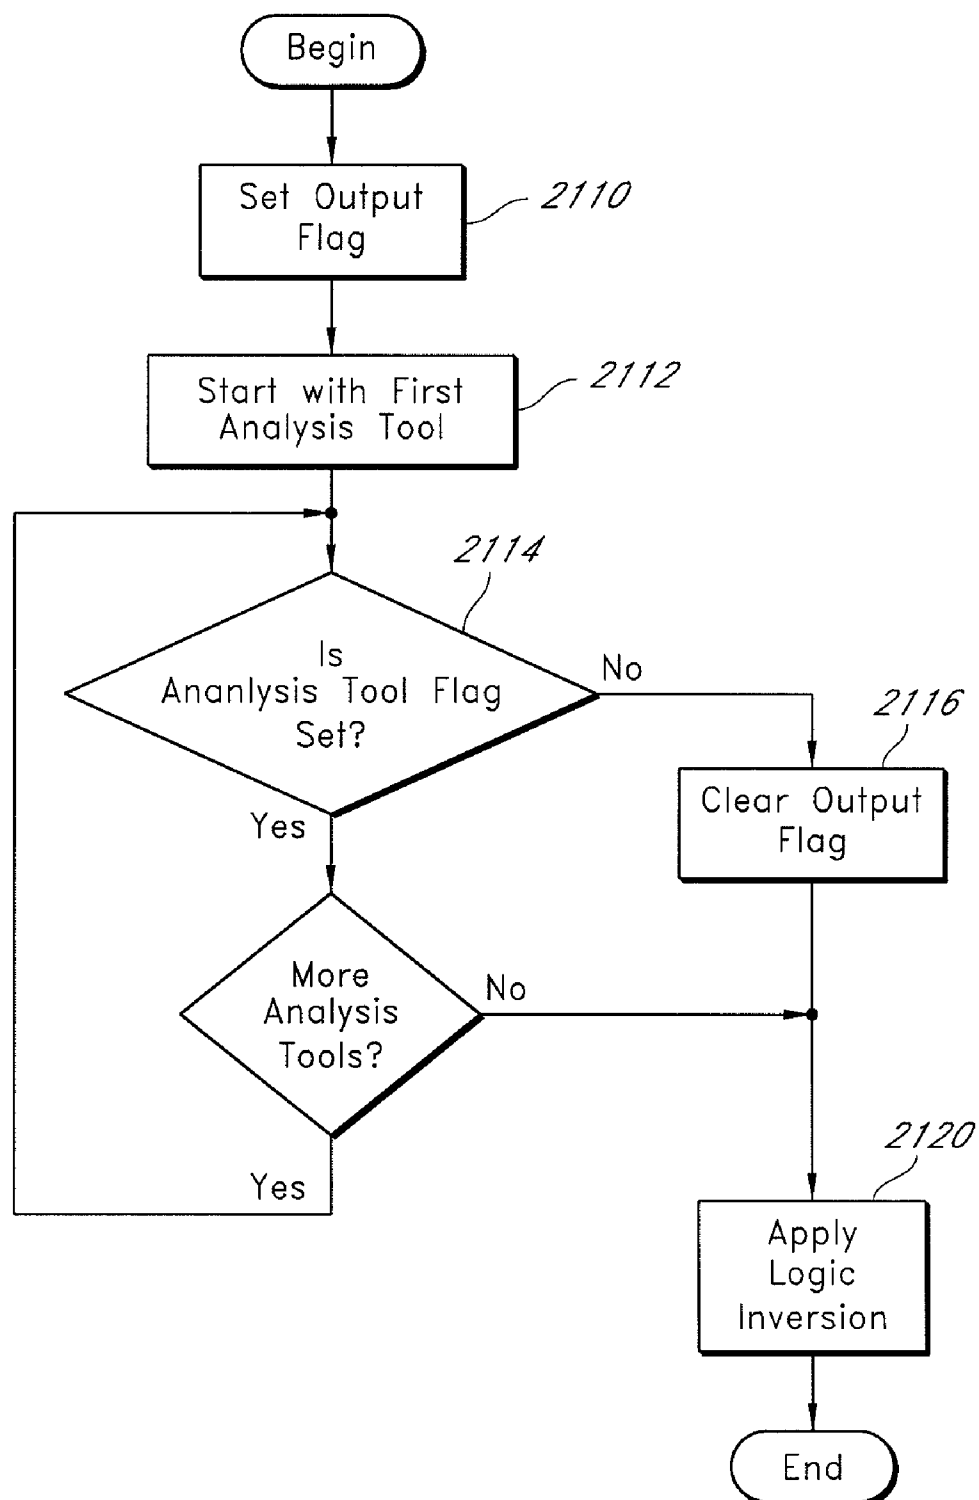 Begin
Set Output
Flag
2110
Start with First
Analysis Tool
2112
2114
Is
Ananlysis Tool Flag
Set?
No
Yes
2116
Clear Output
Flag
More
Analysis
Tools?
No
Yes
2120
Apply
Logic
Inversion
End